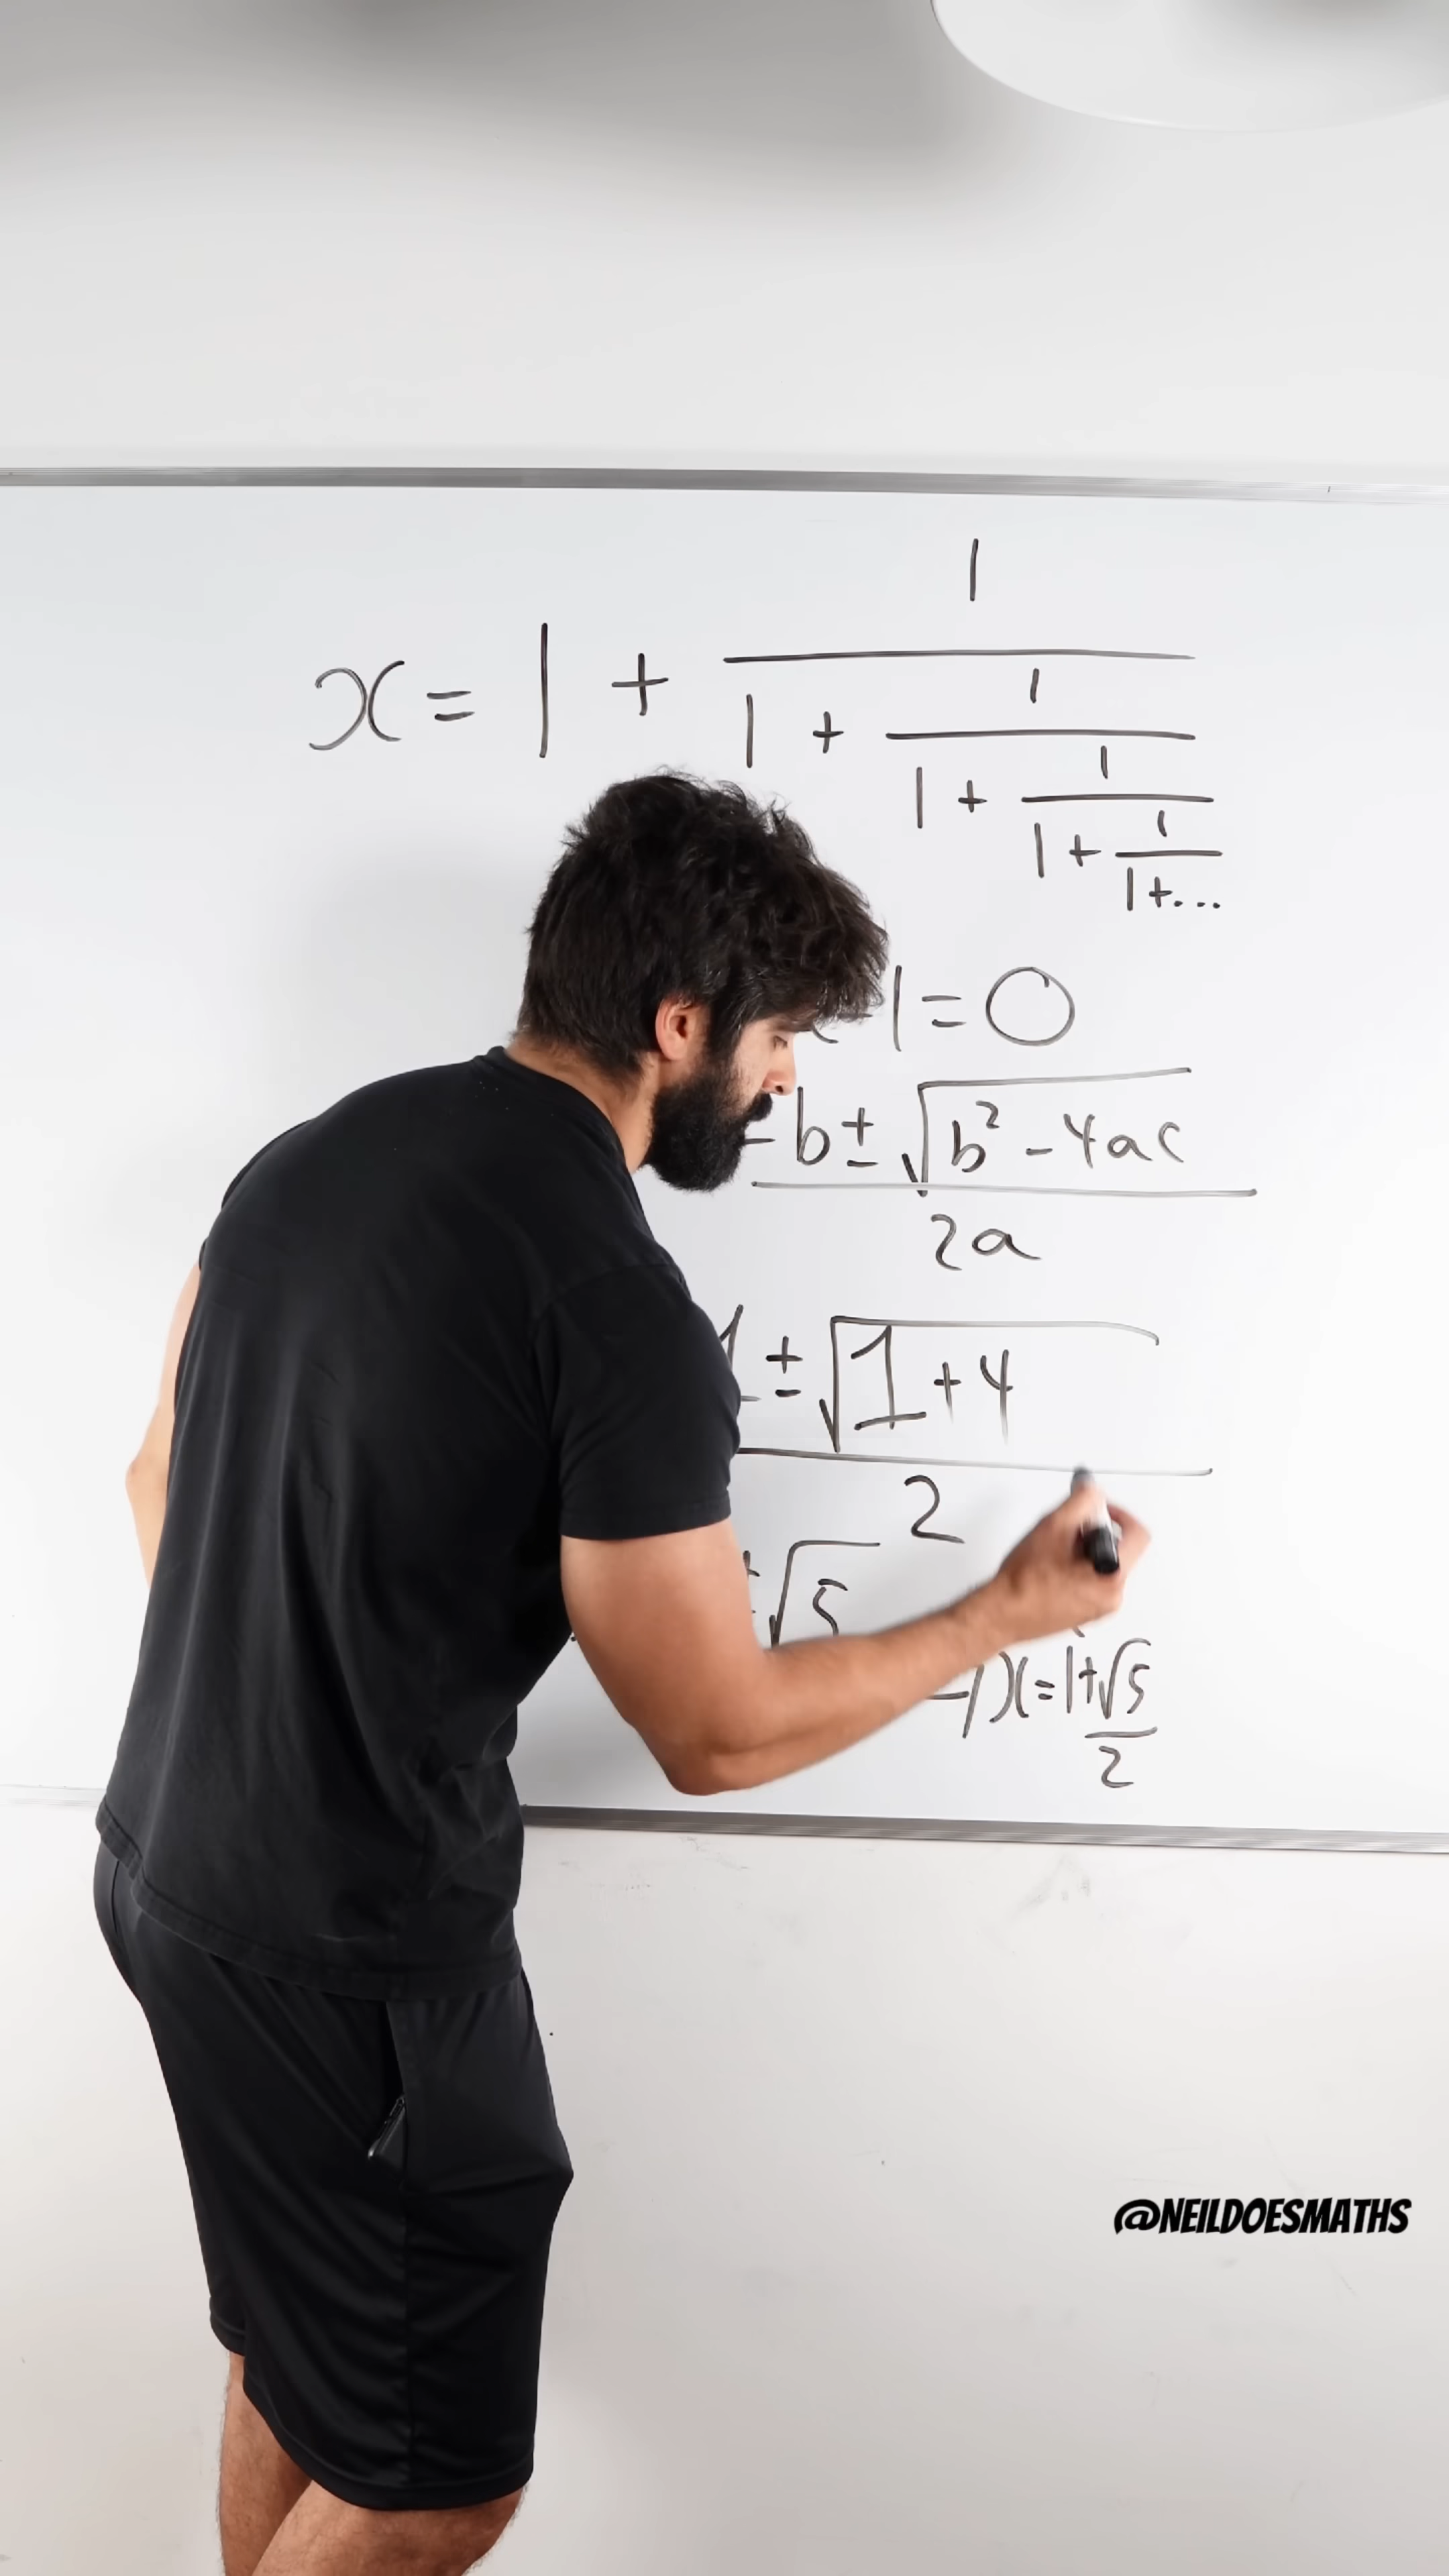 x = 1 + 1/(1 + 1/(1 + 1/(1 + 1/(1+...))))
-1 = 0
-b ± √(b² - 4ac)
2a
1 ± √(1 + 4)
2
± √5
x = 1+√5
2
@NEILDOESMATHS